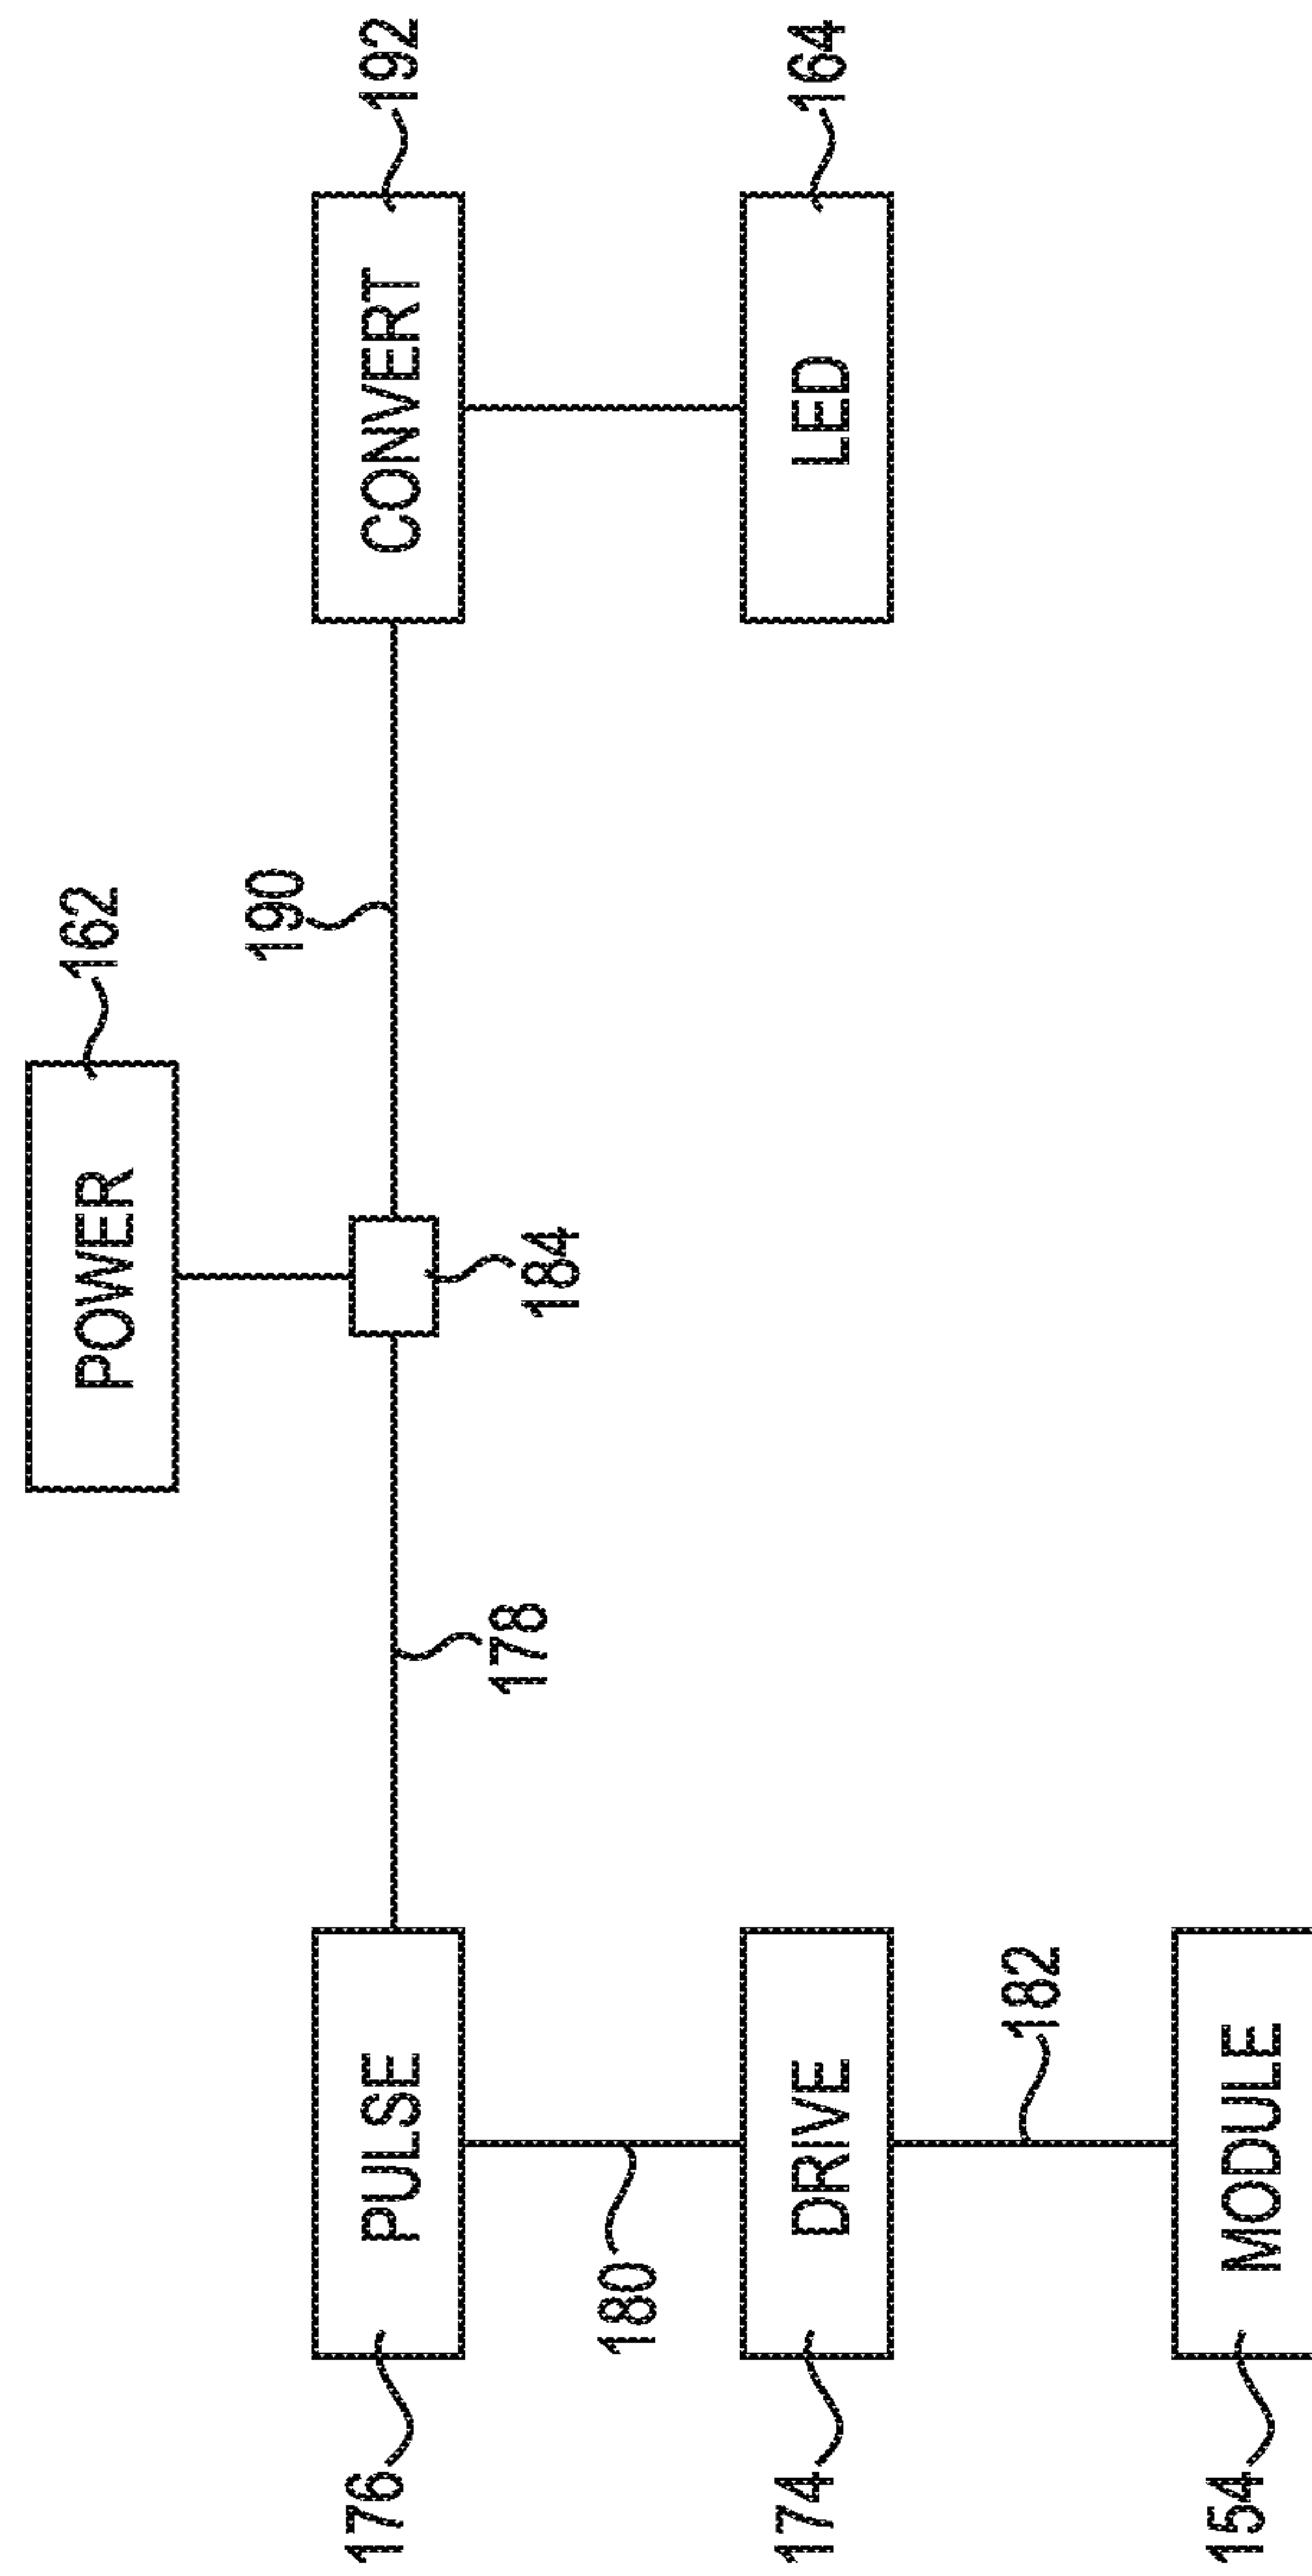 POWER
162
176
PULSE
178
184
190
CONVERT
192
180
174
DRIVE
LED
164
182
154
MODULE